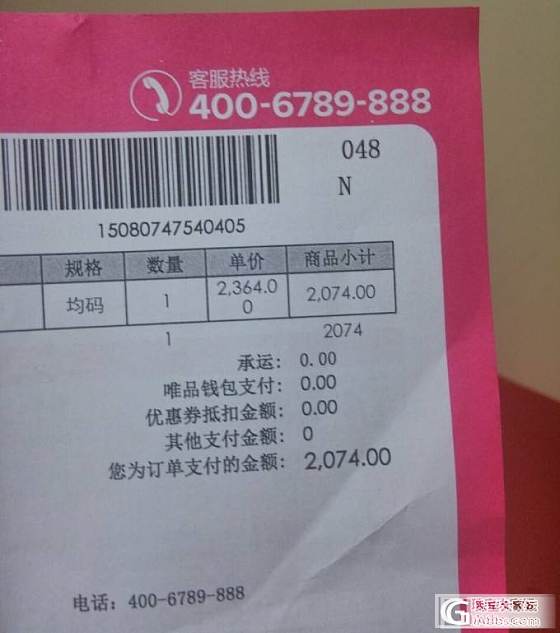 客服热线
400-6789-888
048
N
15080747540405
规格 数量 单价 商品小计
均码 1 2,364.00 2,074.00
1 2074
承运: 0.00
唯品钱包支付: 0.00
优惠券抵扣金额: 0.00
其他支付金额: 0
您为订单支付的金额: 2,074.00
电话: 400-6789-888